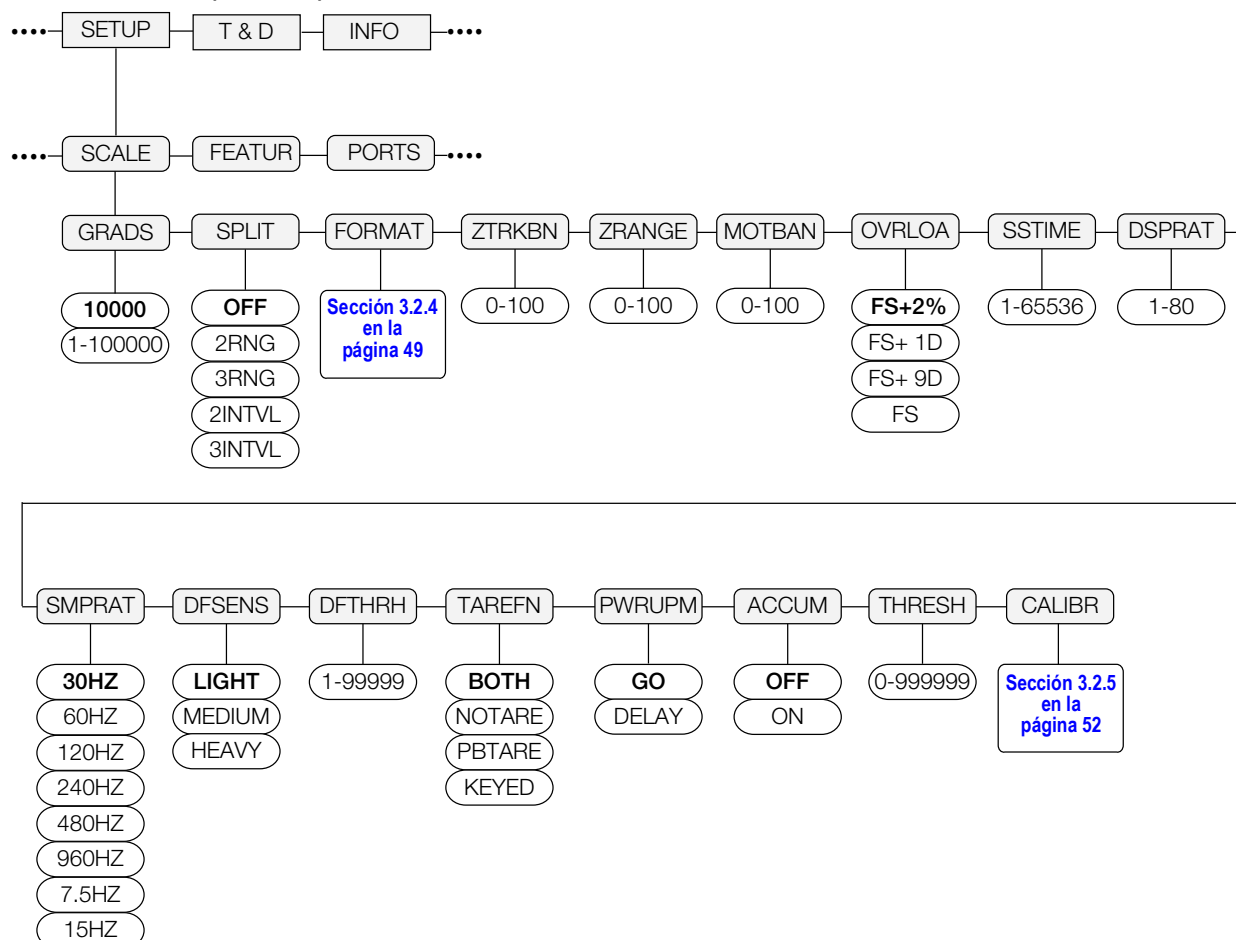 SETUP T & D INFO
SCALE FEATUR PORTS
GRADS SPLIT FORMAT ZTRKBN ZRANGE MOTBAN OVRLOA SSTIME DSPRAT
10000
1-100000
OFF
2RNG
3RNG
2INTVL
3INTVL
Sección 3.2.4
en la
página 49
0-100
0-100
0-100
FS+2%
FS+ 1D
FS+ 9D
FS
1-65536
1-80
SMPRAT DFSENS DFTHRH TAREFN PWRUPM ACCUM THRESH CALIBR
30HZ
60HZ
120HZ
240HZ
480HZ
960HZ
7.5HZ
15HZ
LIGHT
MEDIUM
HEAVY
1-99999
BOTH
NOTARE
PBTARE
KEYED
GO
DELAY
OFF
ON
0-999999
Sección 3.2.5
en la
página 52